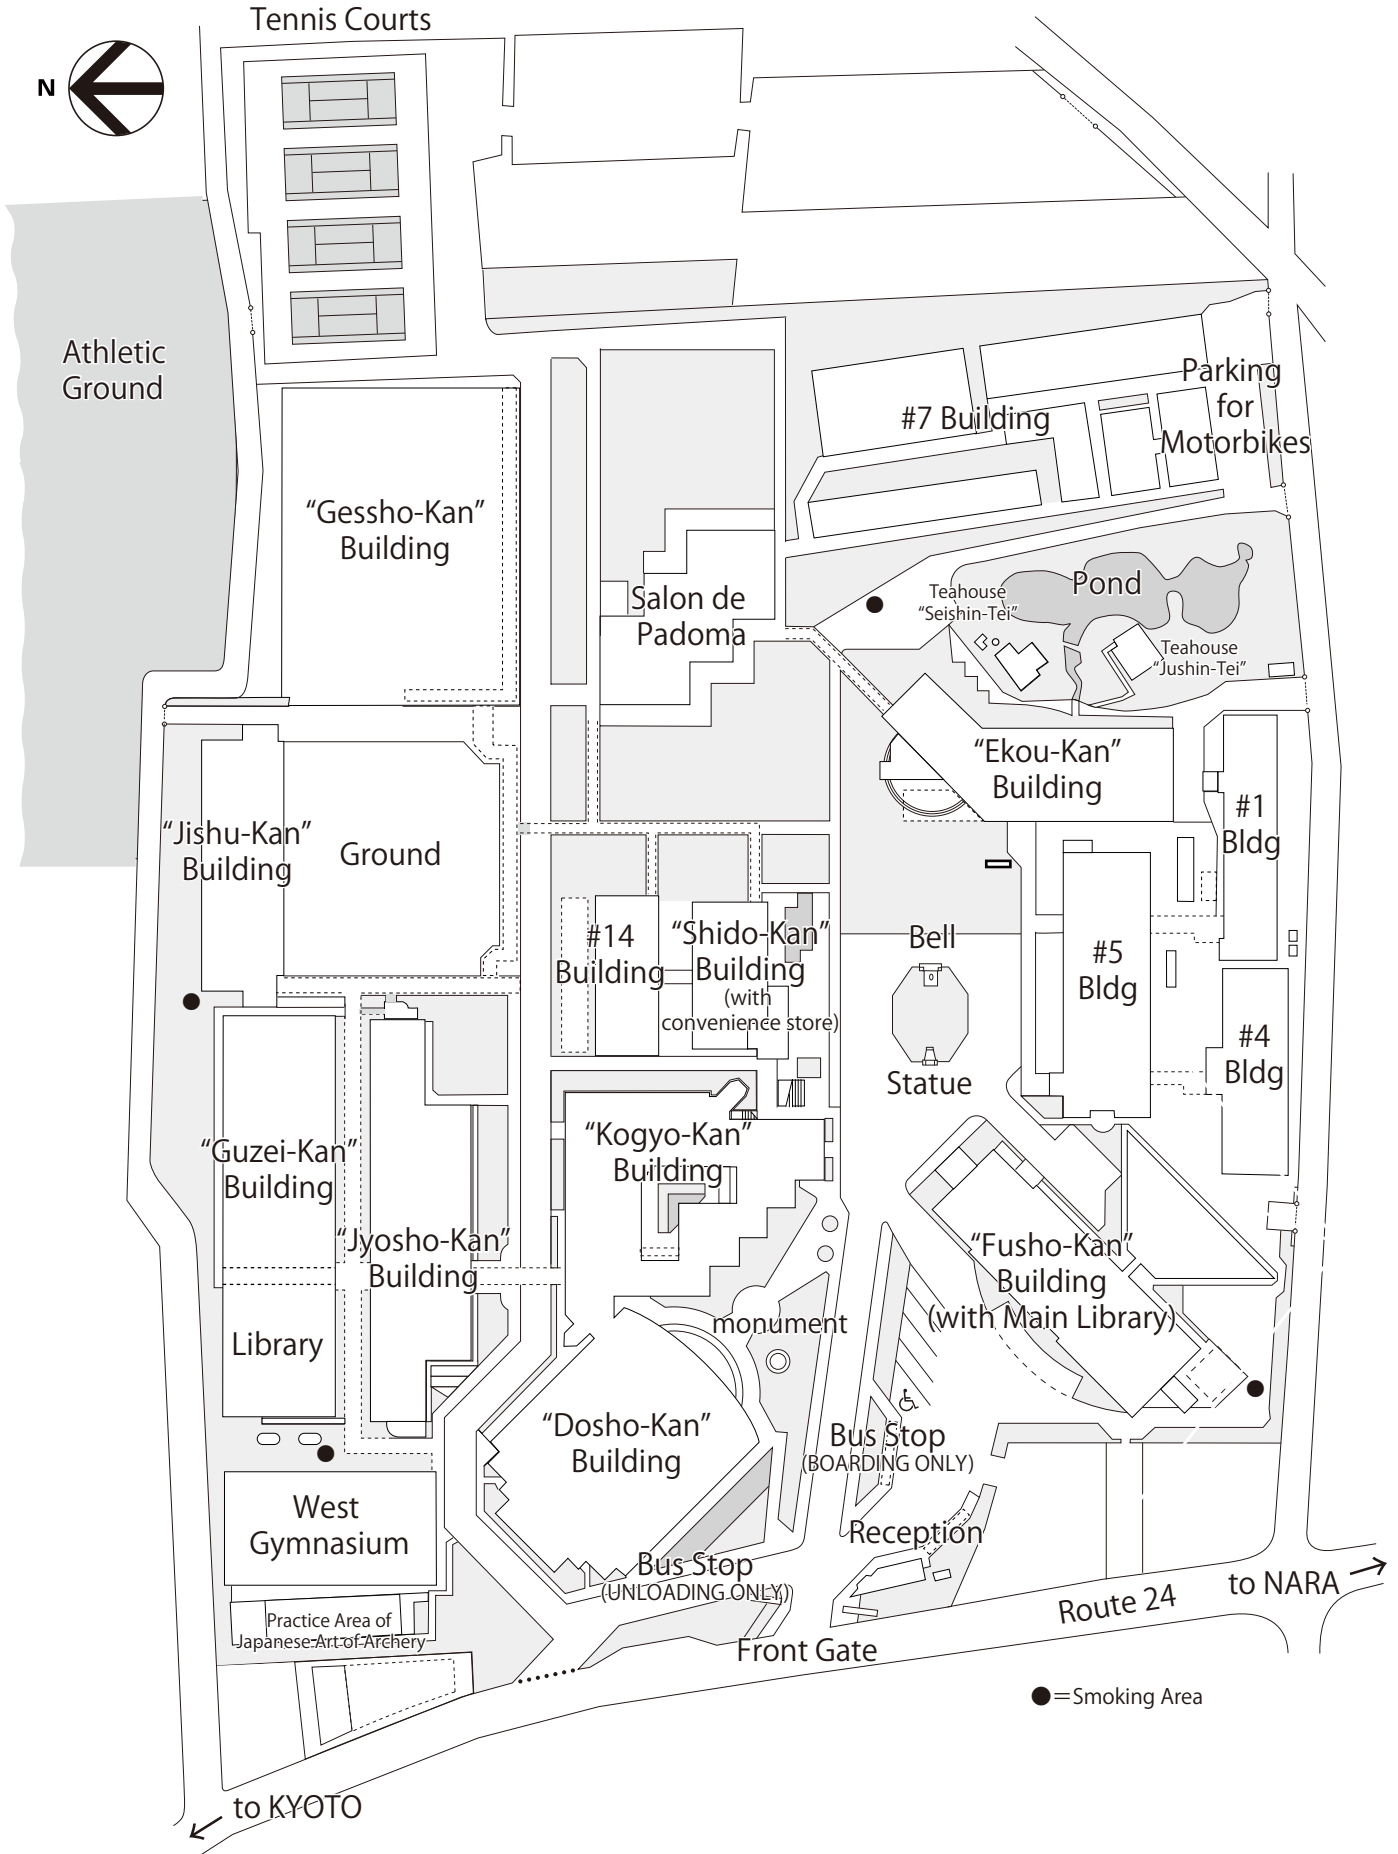 Tennis Courts
N
Athletic
Ground
Parking
for
Motorbikes
#7 Building
“Gessho-Kan”
Building
Salon de
Padoma
Teahouse
“Seishin-Tei”
Pond
Teahouse
“Jushin-Tei”
“Ekou-Kan”
Building
#1
Bldg
“Jishu-Kan”
Building
Ground
#14
Building
“Shido-Kan”
Building
(with
convenience store)
Bell
#5
Bldg
Statue
#4
Bldg
“Guzei-Kan”
Building
“Kogyo-Kan”
Building
“Jyosho-Kan”
Building
“Fusho-Kan”
Building
(with Main Library)
Library
monument
“Dosho-Kan”
Building
Bus Stop
(BOARDING ONLY)
West
Gymnasium
Reception
Bus Stop
(UNLOADING ONLY)
to NARA
Route 24
Practice Area of
Japanese Art of Archery
Front Gate
●=Smoking Area
to KYOTO